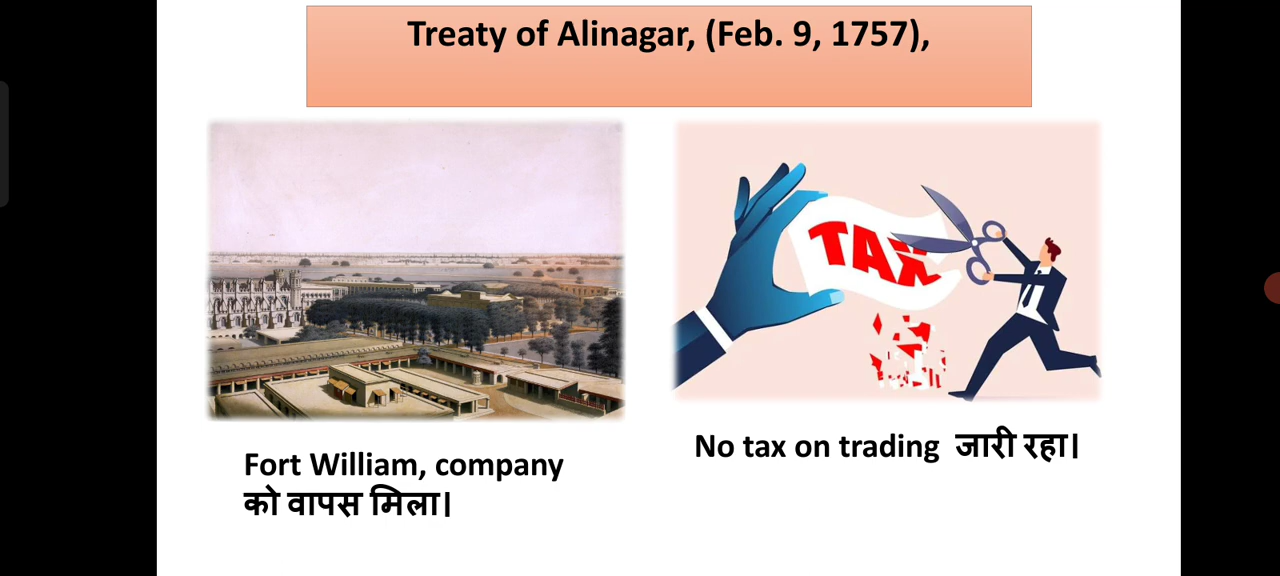 Treaty of Alinagar, (Feb. 9, 1757),
TAX
Fort William, company
को वापस मिला।
No tax on trading जारी रहा।